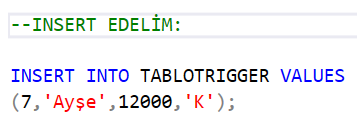 --INSERT EDELİM:
INSERT INTO TABLOTRIGGER VALUES
(7,'Ayşe',12000,'K');